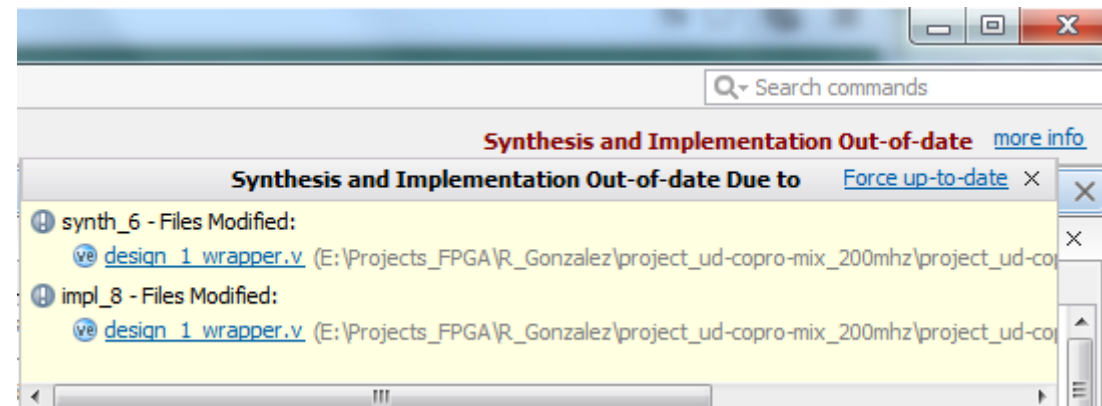 Search commands
Synthesis and Implementation Out-of-date more info
Synthesis and Implementation Out-of-date Due to Force up-to-date
synth_6 - Files Modified:
design_1_wrapper.v (E:\Projects_FPGA\R_Gonzalez\project_ud-copro-mix_200mhz\project_ud-cop
impl_8 - Files Modified:
design_1_wrapper.v (E:\Projects_FPGA\R_Gonzalez\project_ud-copro-mix_200mhz\project_ud-cop